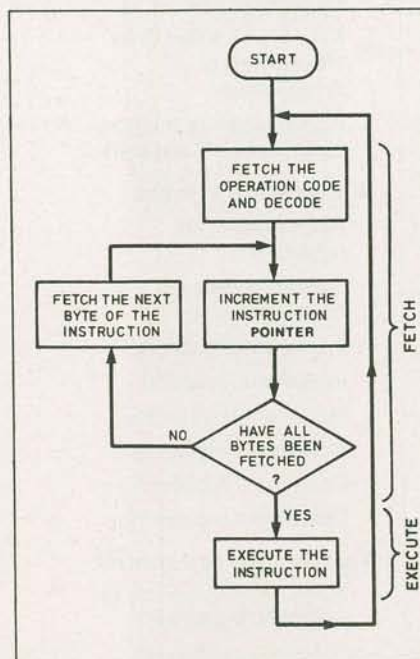 START
FETCH THE
OPERATION CODE
AND DECODE
FETCH THE NEXT
BYTE OF THE
INSTRUCTION
INCREMENT THE
INSTRUCTION
POINTER
NO
HAVE ALL
BYTES BEEN
FETCHED
?
YES
EXECUTE THE
INSTRUCTION
FETCH
EXECUTE